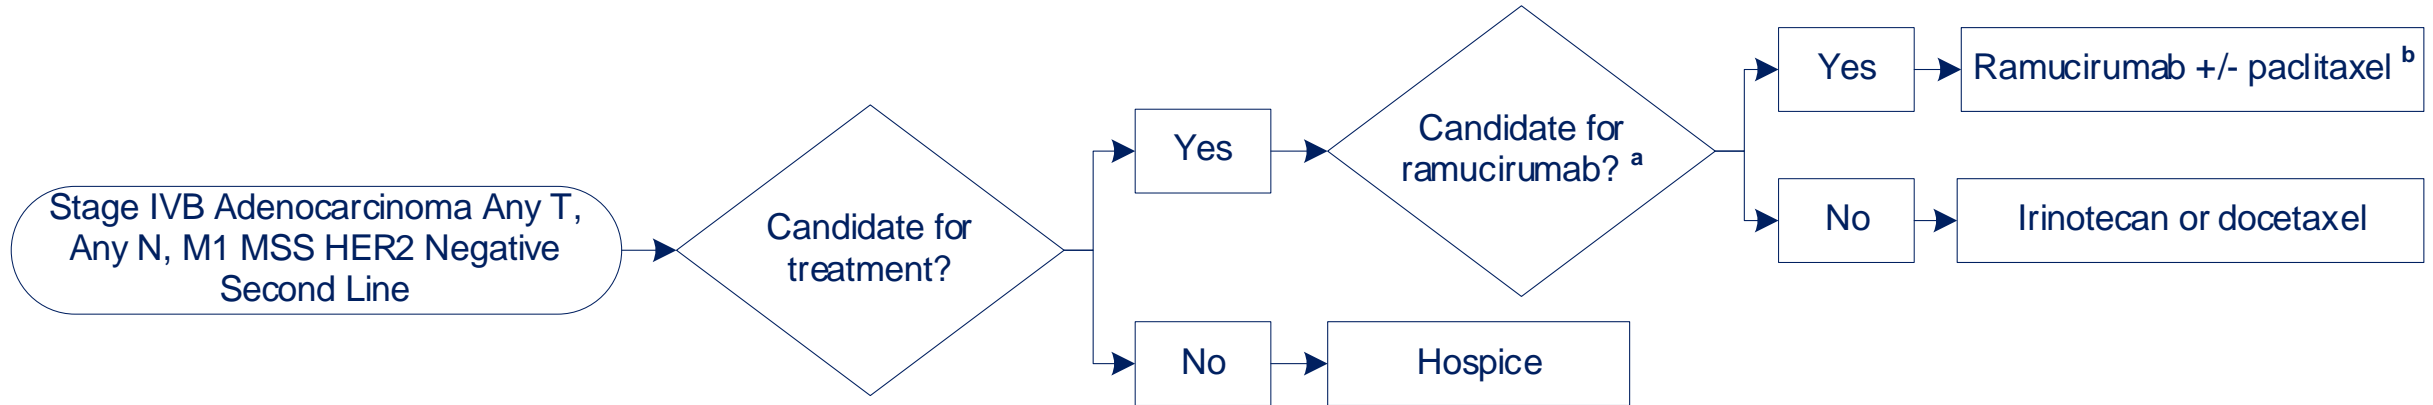 Stage IVB Adenocarcinoma Any T,
Any N, M1 MSS HER2 Negative
Second Line
Candidate for
treatment?
Yes
Candidate for
ramucirumab? a
Yes
Ramucirumab +/- paclitaxel b
No
Irinotecan or docetaxel
No
Hospice